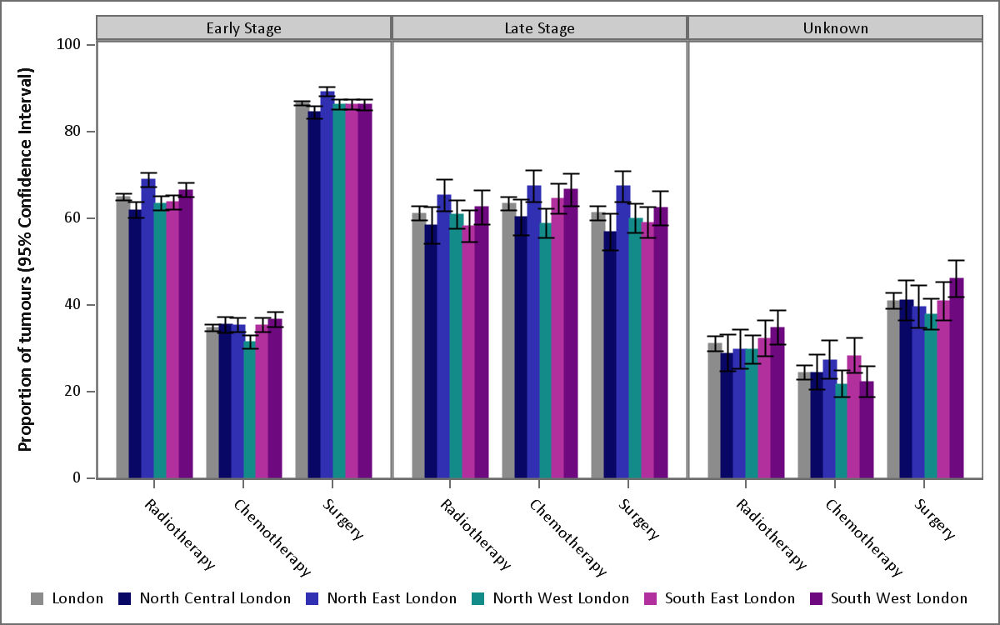 Early Stage
Late Stage
Unknown
Proportion of tumours (95% Confidence Interval)
100
80
60
40
20
0
Radiotherapy
Chemotherapy
Surgery
Radiotherapy
Chemotherapy
Surgery
Radiotherapy
Chemotherapy
Surgery
London North Central London North East London North West London South East London South West London